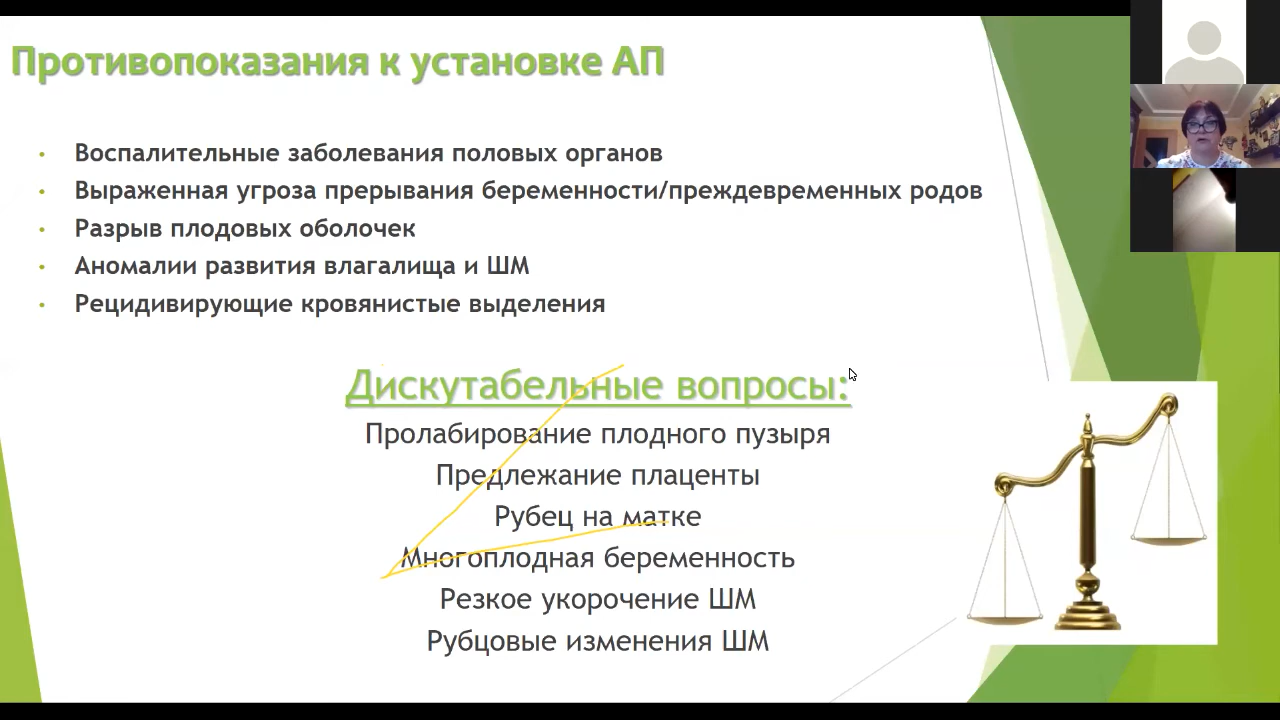 Противопоказания к установке АП
Воспалительные заболевания половых органов
Выраженная угроза прерывания беременности/преждевременных родов
Разрыв плодовых оболочек
Аномалии развития влагалища и ШМ
Рецидивирующие кровянистые выделения
Дискутабельные вопросы:
Пролабирование плодного пузыря
Предлежание плаценты
Рубец на матке
Многоплодная беременность
Резкое укорочение ШМ
Рубцовые изменения ШМ